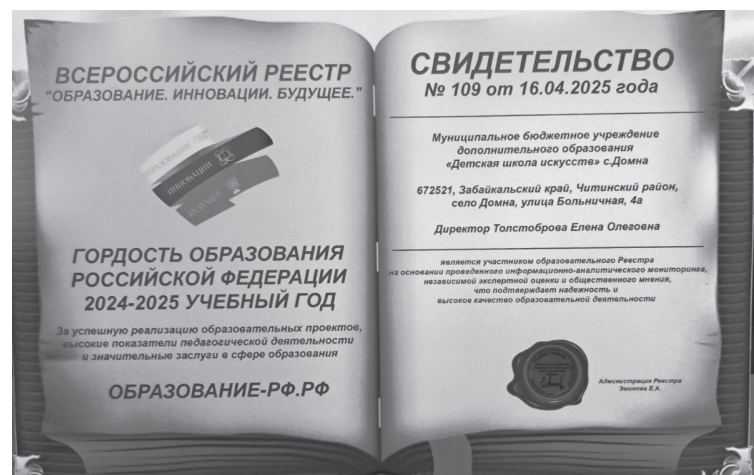 ВСЕРОССИЙСКИЙ РЕЕСТР
"ОБРАЗОВАНИЕ. ИННОВАЦИИ. БУДУЩЕЕ."
ОБРАЗОВАНИЕ
ИННОВАЦИИ
БУДУЩЕЕ
ГОРДОСТЬ ОБРАЗОВАНИЯ
РОССИЙСКОЙ ФЕДЕРАЦИИ
2024-2025 УЧЕБНЫЙ ГОД
За успешную реализацию образовательных проектов,
высокие показатели педагогической деятельности
и значительные заслуги в сфере образования
ОБРАЗОВАНИЕ-РФ.РФ
СВИДЕТЕЛЬСТВО
№ 109 от 16.04.2025 года
Муниципальное бюджетное учреждение
дополнительного образования
«Детская школа искусств» с.Домна
672521, Забайкальский край, Читинский район,
село Домна, улица Больничная, 4а
Директор Толстоброва Елена Олеговна
является участником образовательного Реестра
на основании проведенного информационно-аналитического мониторинга,
независимой экспертной оценки и общественного мнения,
что подтверждает надежность и
высокое качество образовательной деятельности
Администрация Реестра
Эминова Е.А.